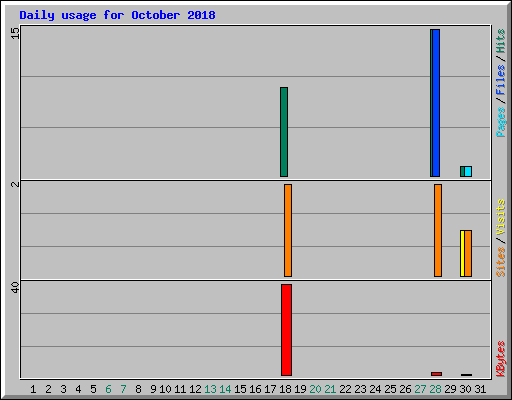 Daily usage for October 2018
15
Pages/Files/Hits
2
Sites/Visits
40
KBytes
1 2 3 4 5 6 7 8 9 10 11 12 13 14 15 16 17 18 19 20 21 22 23 24 25 26 27 28 29 30 31